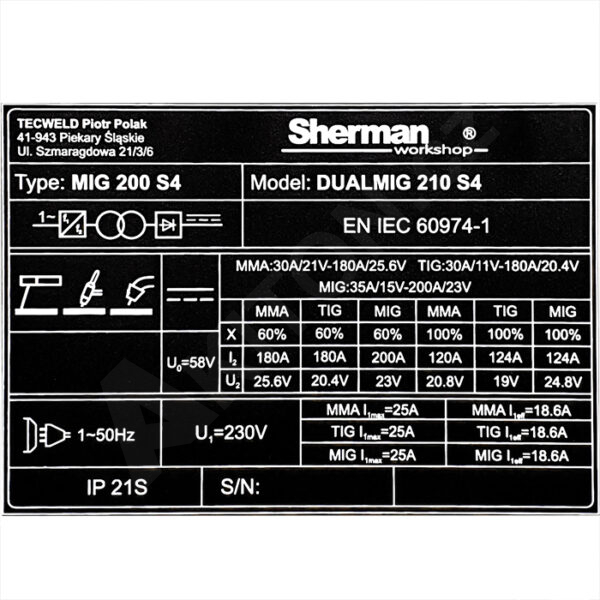 TECWELD Piotr Polak
41-943 Piekary Śląskie
Ul. Szmaragdowa 21/3/6
Sherman ®
workshop
Type: MIG 200 S4
Model: DUALMIG 210 S4
1~
EN IEC 60974-1
MMA:30A/21V-180A/25.6V TIG:30A/11V-180A/20.4V
MIG:35A/15V-200A/23V
MMA TIG MIG MMA TIG MIG
X 60% 60% 60% 100% 100% 100%
U₀=58V
I₂ 180A 180A 200A 120A 124A 124A
U₂ 25.6V 20.4V 23V 20.8V 19V 24.8V
1~50Hz
U₁=230V
MMA I₁max=25A MMA I₁eff=18.6A
TIG I₁max=25A TIG I₁eff=18.6A
MIG I₁max=25A MIG I₁eff=18.6A
IP 21S
S/N: